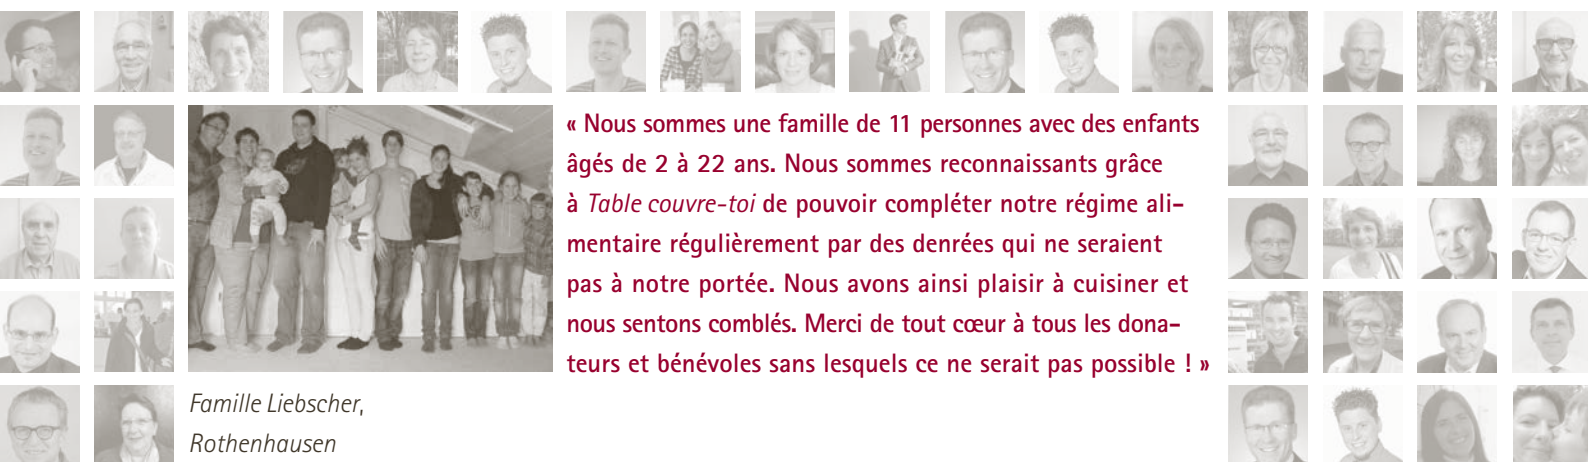 « Nous sommes une famille de 11 personnes avec des enfants
âgés de 2 à 22 ans. Nous sommes reconnaissants grâce
à Table couvre-toi de pouvoir compléter notre régime ali-
mentaire régulièrement par des denrées qui ne seraient
pas à notre portée. Nous avons ainsi plaisir à cuisiner et
nous sentons comblés. Merci de tout cœur à tous les dona-
teurs et bénévoles sans lesquels ce ne serait pas possible ! »
Famille Liebscher,
Rothenhausen